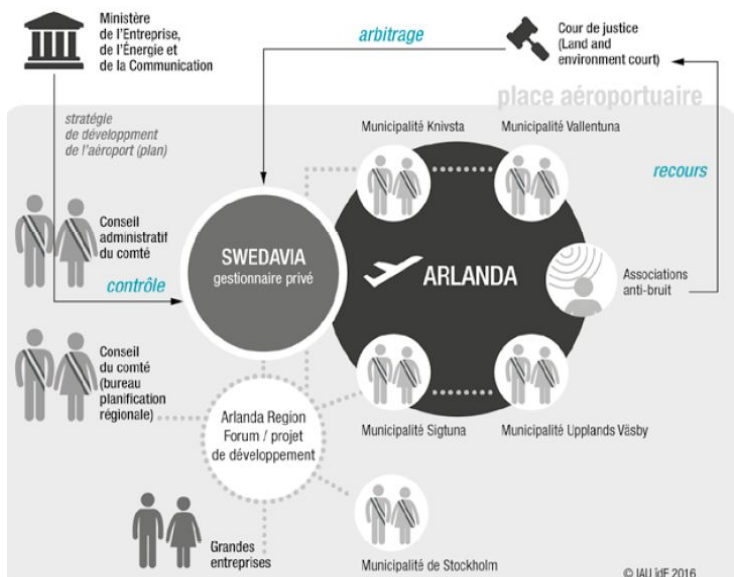 Ministère
de l'Entreprise,
de l'Énergie et
de la Communication
arbitrage
Cour de justice
(Land and
environment court)
place aéroportuaire
stratégie
de développment
de l'aéroport (plan)
Municipalité Knivsta
Municipalité Vallentuna
recours
Conseil
administratif
du comté
SWEDAVIA
gestionnaire privé
ARLANDA
Associations
anti-bruit
contrôle
Conseil
du comté
(bureau
planification
régionale)
Arlanda Region
Forum / projet
de développement
Municipalité Sigtuna
Municipalité Upplands Väsby
Grandes
entreprises
Municipalité de Stockholm
© IAU îdF 2016